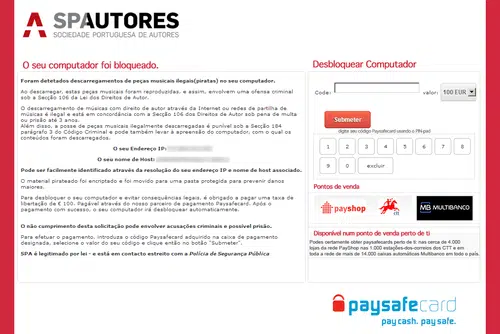 SPAUTORES
SOCIEDADE PORTUGUESA DE AUTORES
O seu computador foi bloqueado.
Foram detetados descarregamentos de peças musicais ilegais(piratas) no seu computador.
Ao descarregar, estas peças musicais foram reproduzidas, e assim, envolvem uma ofensa criminal
sob a Secção 106 da Lei dos Direitos de Autor.
O descarregamento de músicas com direito de autor através da Internet ou redes de partilha de
músicas é ilegal e está em concordância com a Secção 106 dos Direitos de Autor sob pena de multa
ou prisão até 3 anos.
Além disso, a posse de peças musicais ilegalmente descarregadas é punível sob a Secção 184
parágrafo 3 do Código Criminal e pode também levar à apreensão do computador, com o qual os
conteúdos foram descarregados.
O seu Endereço IP:
O seu nome de Host:
Pode ser facilmente identificado através da resolução do seu endereço IP e nome de host associado.
O material pirateado foi encriptado e foi movido para uma pasta protegida para prevenir danos
maiores.
Para desbloquear o seu computador e evitar consequências legais, é obrigado a pagar uma taxa de
libertação de € 100. Pagável através do nosso parceiro de pagamento Paysafecard. Após o
pagamento com sucesso, o seu computador irá desbloquear automaticamente.
O não cumprimento desta solicitação pode envolver acusações criminais e possível prisão.
Para efetuar o pagamento, introduza o código Paysafecard adquirido na caixa de pagamento
designada, selecione o valor do seu código e clique então no botão "Submeter".
SPA é legitimado por lei - e está em contacto estreito com a Polícia de Segurança Pública
Desbloquear Computador
Code: valor: 100 EUR
Submeter
digite seu código Paysafecard usando o PIN-pad
1 2 3 4 5 6 7 8
9 0 excluir
Pontos de venda
payshop
ctt
MB MULTIBANCO
Disponível num ponto de venda perto de ti
Podes certamente obter paysafecards perto de ti: nas cerca de 4.000
lojas da rede PayShop nas 1.000 estações-dos-correios dos CTT e em
toda a rede de mais de 14.000 caixas automáticas Multibanco em todo o país.
paysafecard
pay cash. pay safe.